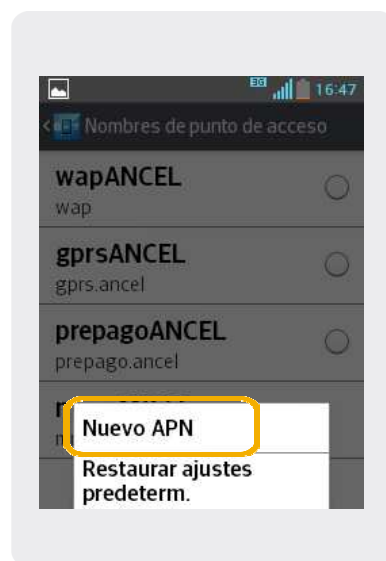 3G 16:47
Nombres de punto de acceso
wapANCEL
wap
gprsANCEL
gprs.ancel
prepagoANCEL
prepago.ancel
Nuevo APN
Restaurar ajustes
predeterm.